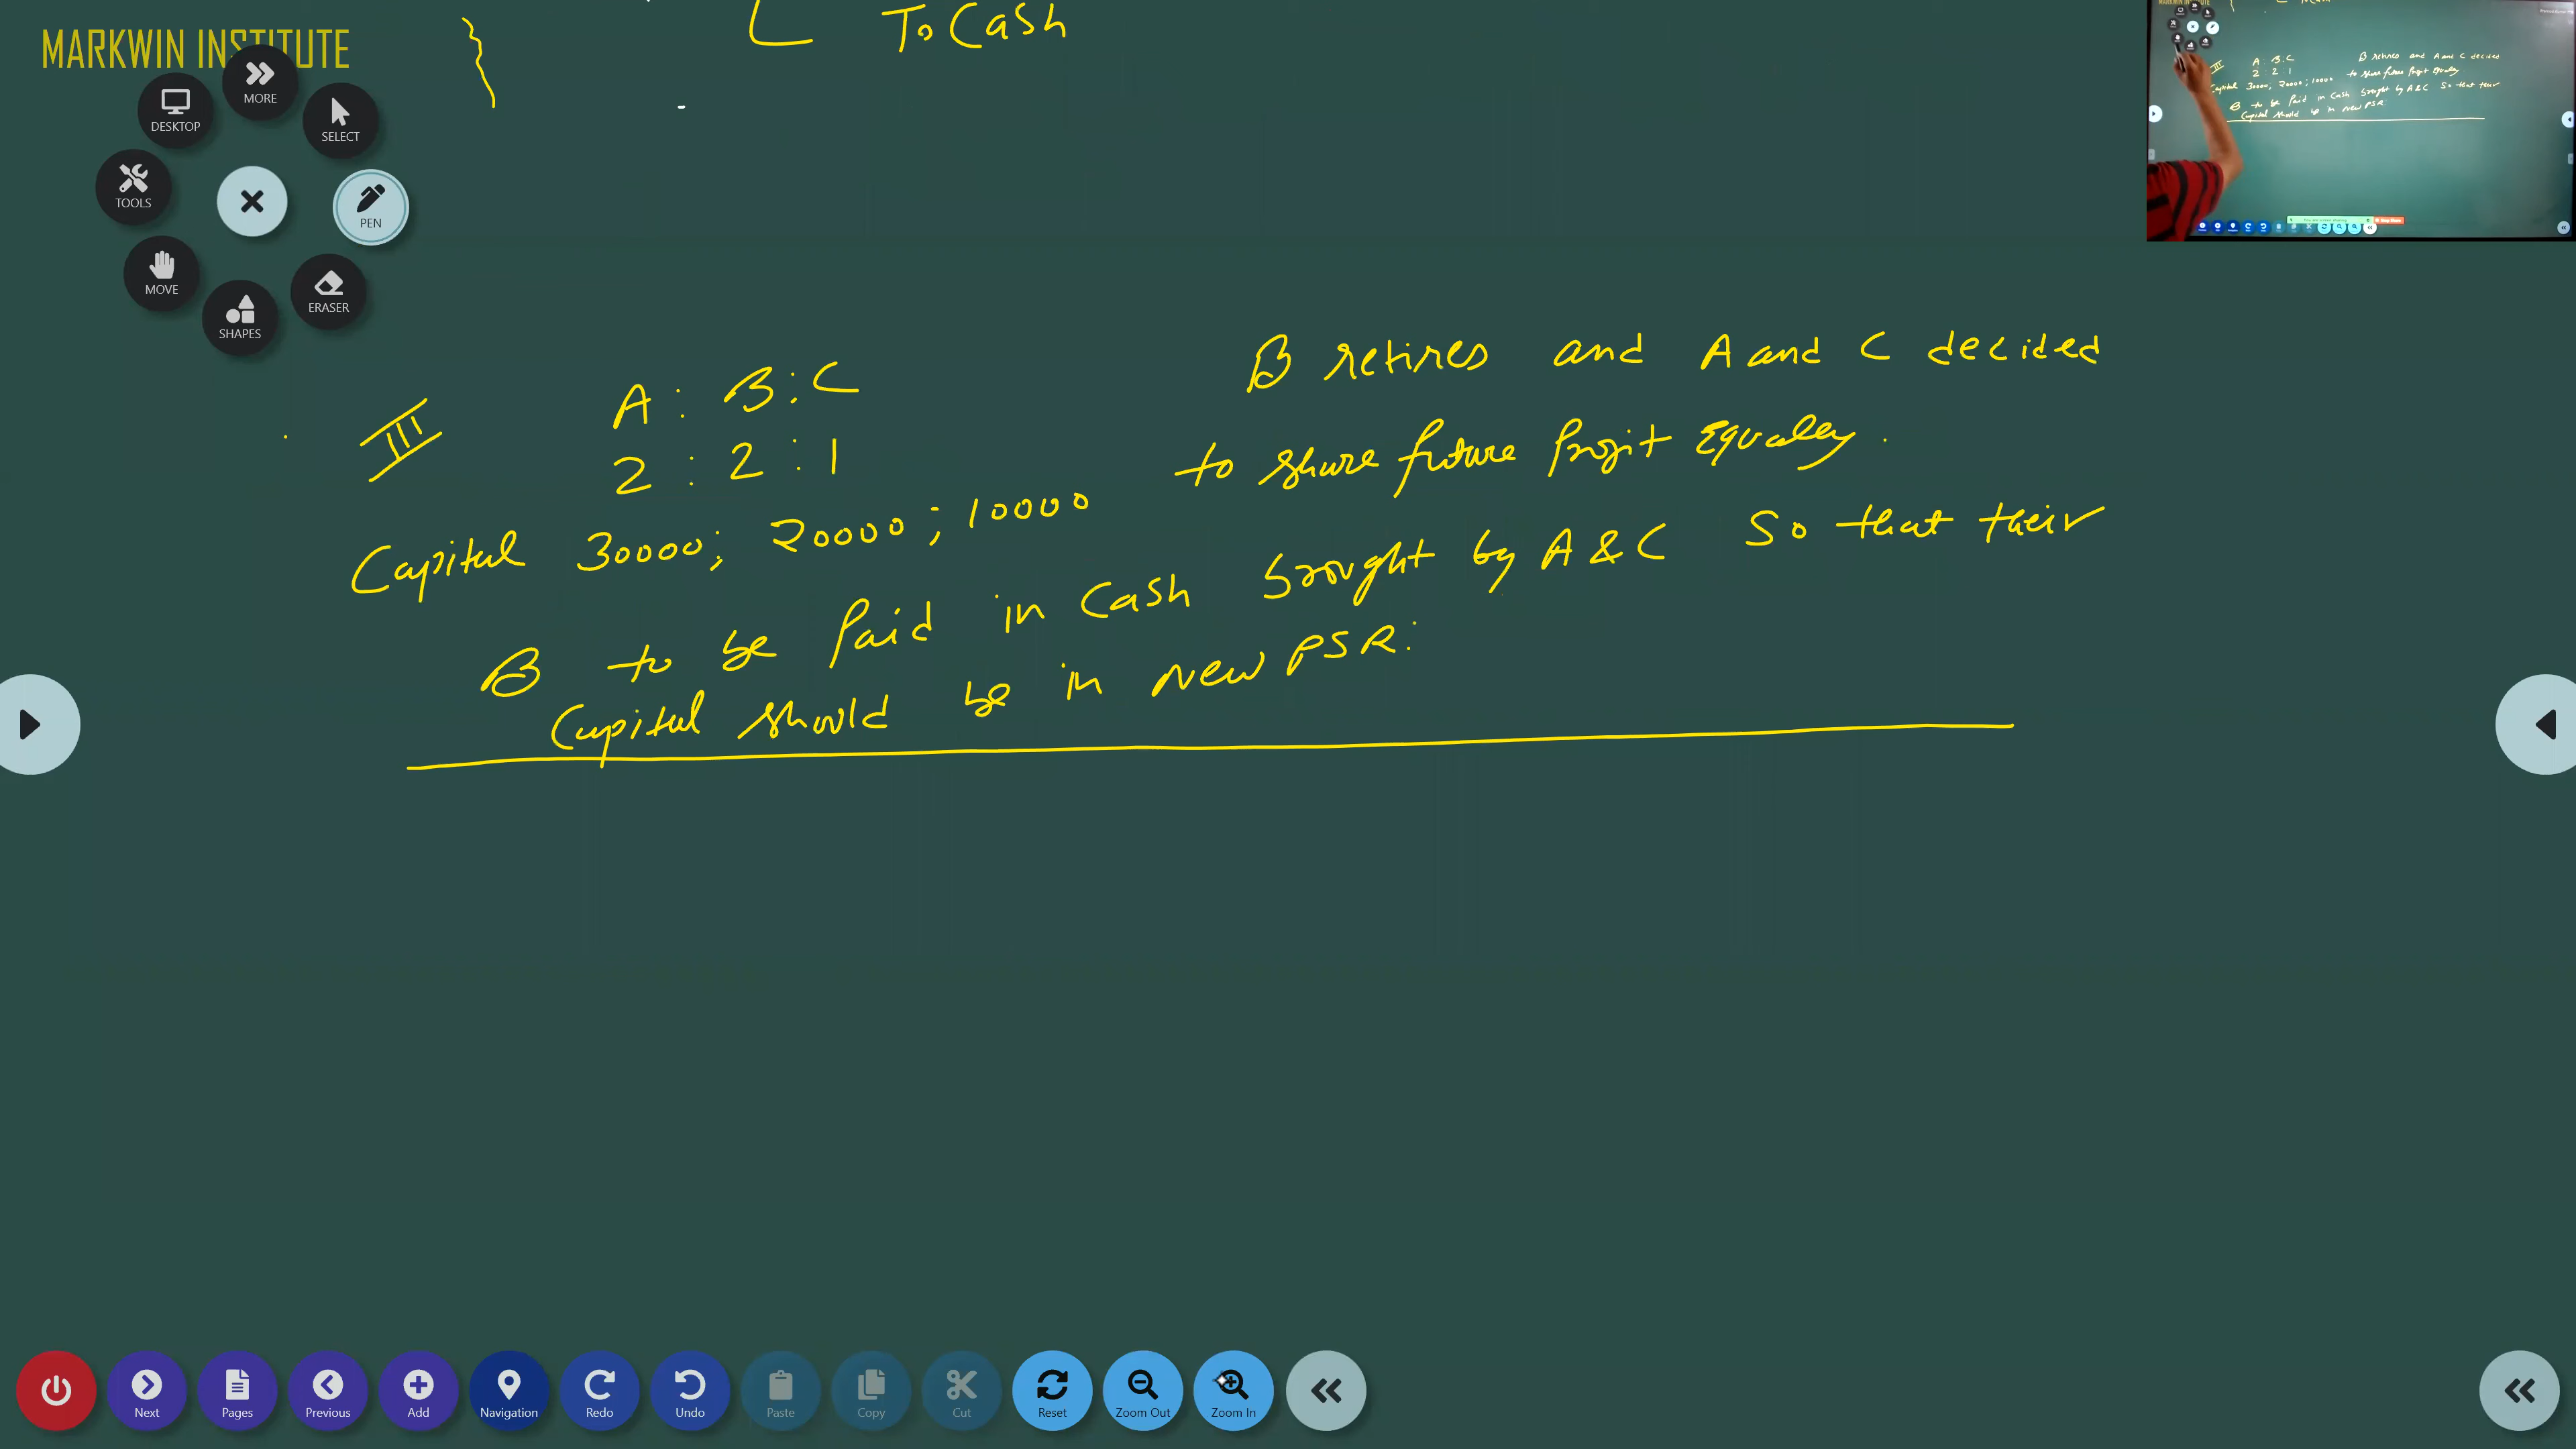 MARKWIN INSTITUTE
To Cash
MORE
DESKTOP
SELECT
TOOLS
PEN
MOVE
SHAPES
ERASER
III
A : B : C
2 : 2 : 1
Capital 30000; 20000; 10000
B retires and A and C decided
to share future Profit Equaley.
B to be Paid in Cash brought by A & C So that their
Capital should be in New PSR:
Next
Pages
Previous
Add
Navigation
Redo
Undo
Paste
Copy
Cut
Reset
Zoom Out
Zoom In